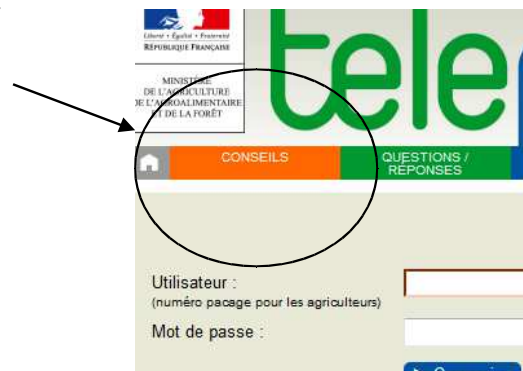 Liberté • Égalité • Fraternité
RÉPUBLIQUE FRANÇAISE
MINISTÈRE
DE L'AGRICULTURE
DE L'AGROALIMENTAIRE
ET DE LA FORÊT
tele
CONSEILS
QUESTIONS /
RÉPONSES
Utilisateur :
(numéro pacage pour les agriculteurs)
Mot de passe :